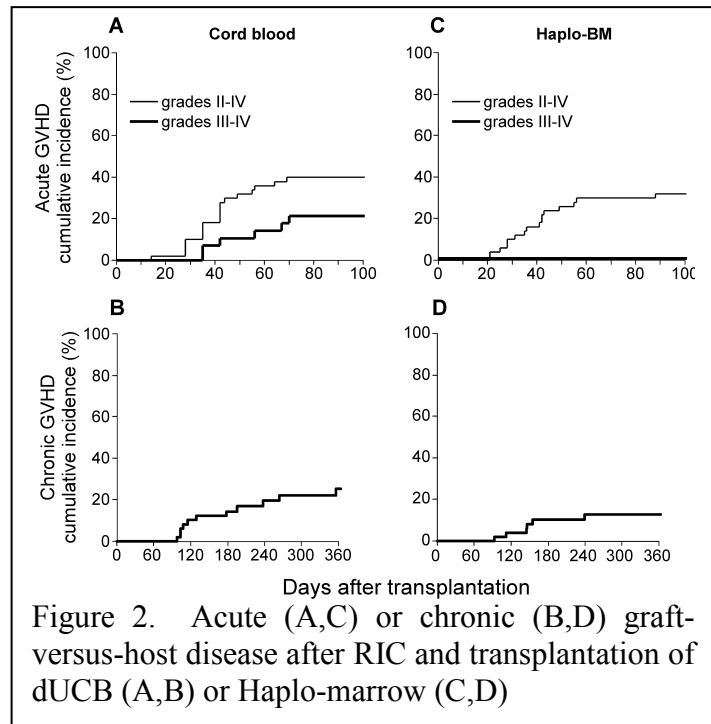 A
Cord blood
100
80
60
40
20
0
grades II-IV
grades III-IV
Acute GVHD
cumulative incidence (%)
0 20 40 60 80 100
C
Haplo-BM
100
80
60
40
20
0
grades II-IV
grades III-IV
0 20 40 60 80 100
B
100
80
60
40
20
0
Chronic GVHD
cumulative incidence (%)
0 60 120 180 240 300 360
D
100
80
60
40
20
0
0 60 120 180 240 300 360
Days after transplantation
Figure 2. Acute (A,C) or chronic (B,D) graft-
versus-host disease after RIC and transplantation of
dUCB (A,B) or Haplo-marrow (C,D)